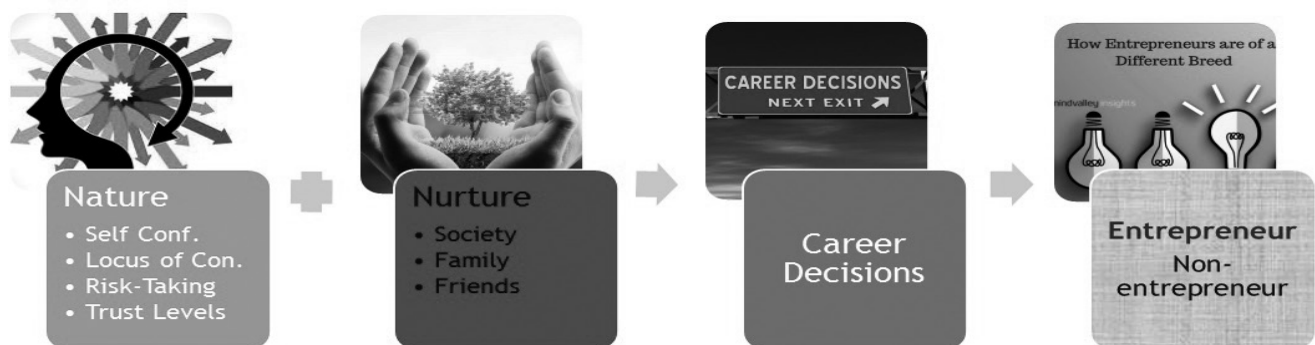 Nature
• Self Conf.
• Locus of Con.
• Risk-Taking
• Trust Levels
Nurture
• Society
• Family
• Friends
CAREER DECISIONS
NEXT EXIT ↗
Career
Decisions
How Entrepreneurs are of a
Different Breed
mindvalley insights
Entrepreneur
Non-
entrepreneur